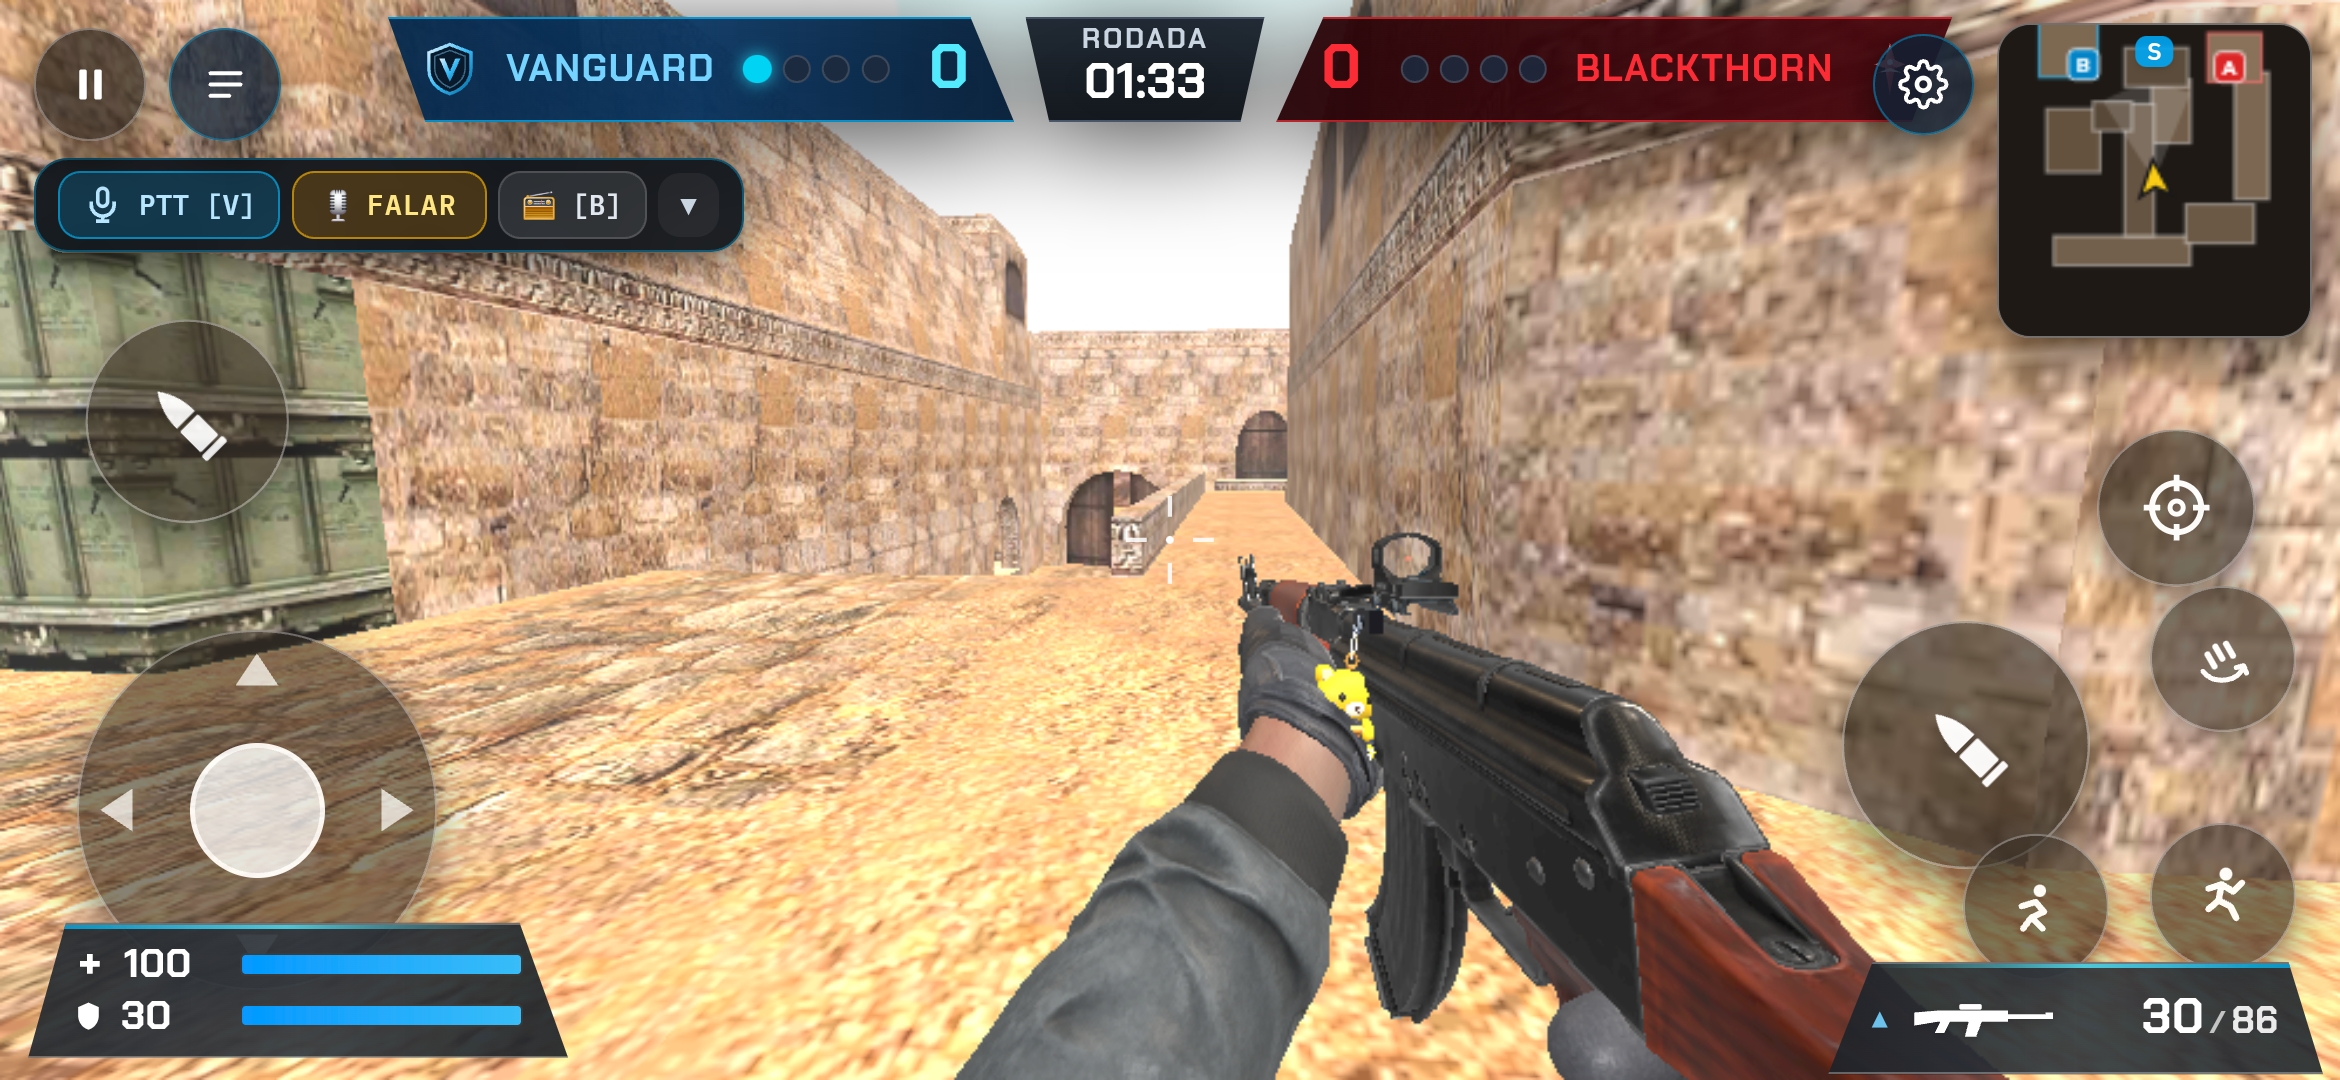 VANGUARD 0
RODADA
01:33
0 BLACKTHORN
B S A
PTT [V] FALAR [B]
100
30
30/86